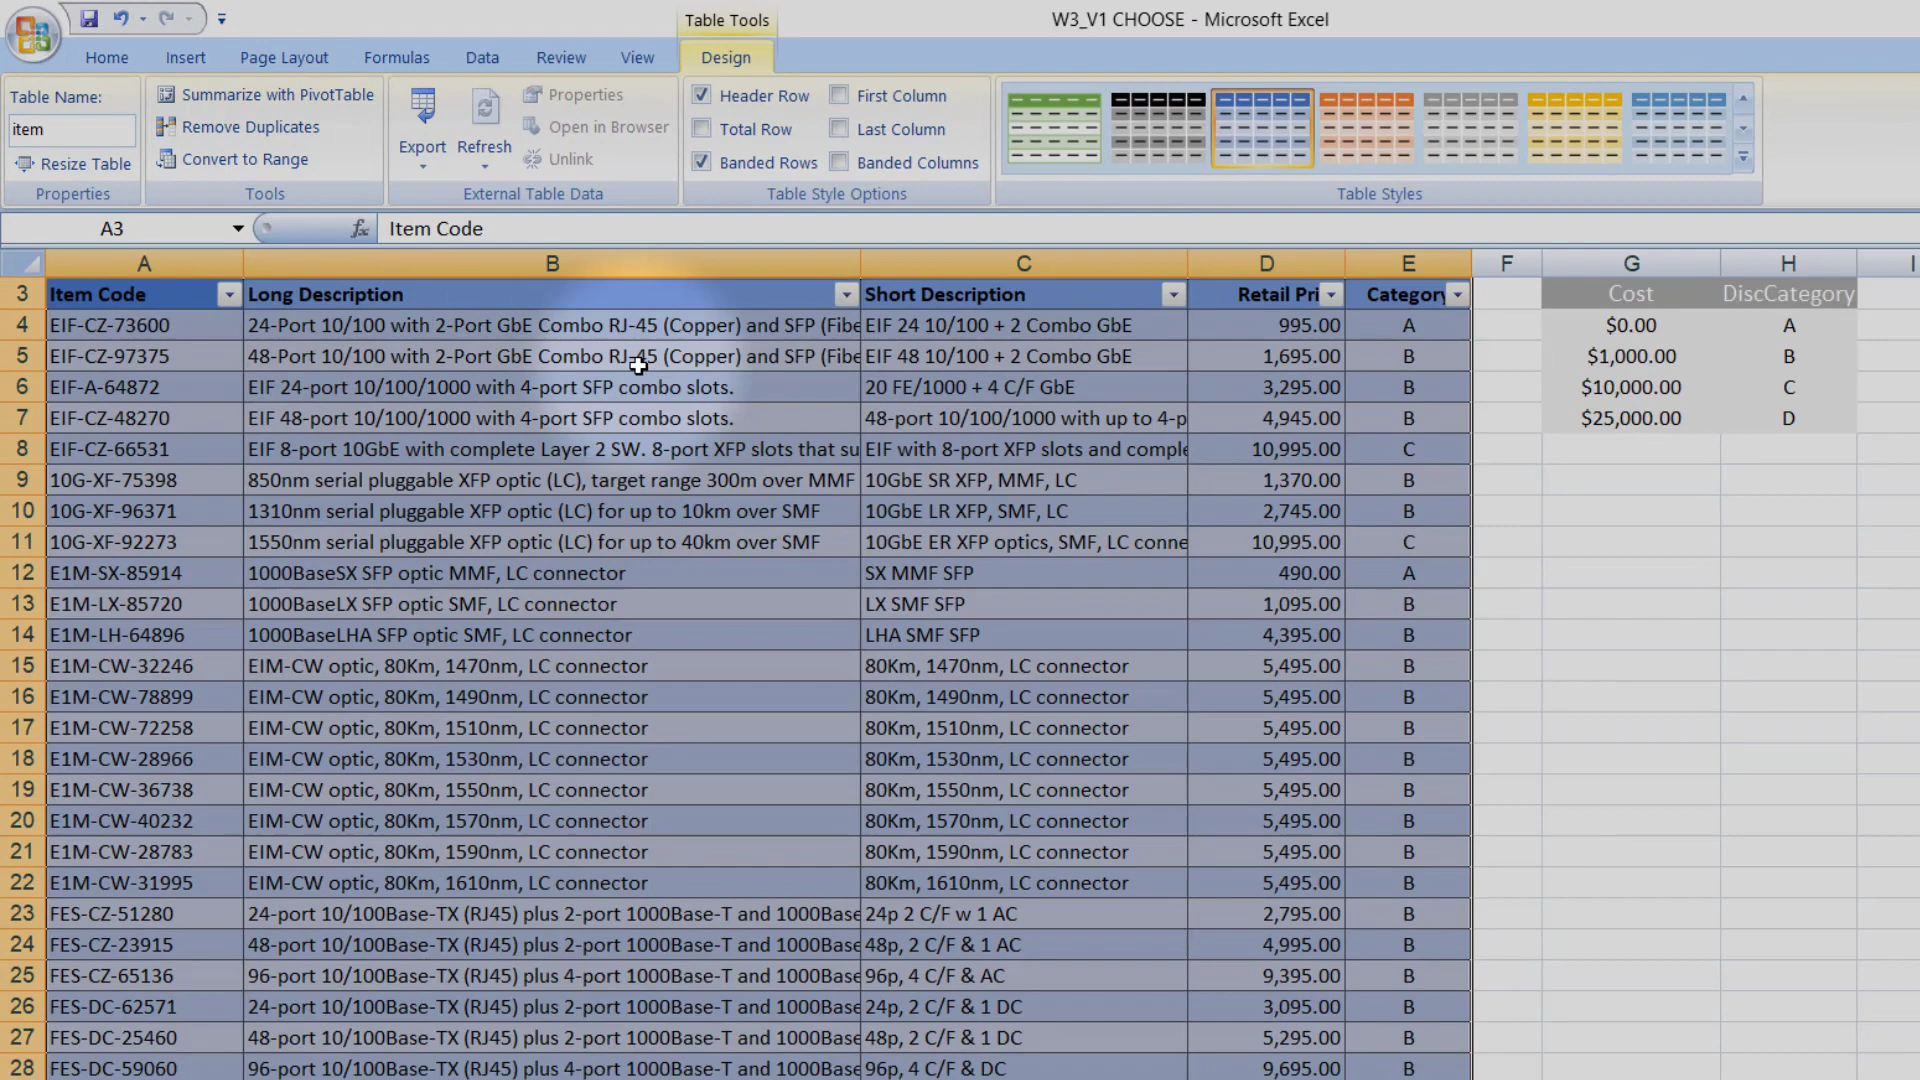 Table Tools
W3_V1 CHOOSE - Microsoft Excel
Home Insert Page Layout Formulas Data Review View Design
Table Name:
item
Resize Table
Properties
Summarize with PivotTable
Remove Duplicates
Convert to Range
Tools
Export Refresh
Properties
Open in Browser
Unlink
External Table Data
Header Row First Column
Total Row Last Column
Banded Rows Banded Columns
Table Style Options
Table Styles
A3 fx Item Code
A B C D E F G H I
3 Item Code Long Description Short Description Retail Pri Category Cost DiscCategory
4 EIF-CZ-73600 24-Port 10/100 with 2-Port GbE Combo RJ-45 (Copper) and SFP (Fibe EIF 24 10/100 + 2 Combo GbE 995.00 A $0.00 A
5 EIF-CZ-97375 48-Port 10/100 with 2-Port GbE Combo RJ-45 (Copper) and SFP (Fibe EIF 48 10/100 + 2 Combo GbE 1,695.00 B $1,000.00 B
6 EIF-A-64872 EIF 24-port 10/100/1000 with 4-port SFP combo slots. 20 FE/1000 + 4 C/F GbE 3,295.00 B $10,000.00 C
7 EIF-CZ-48270 EIF 48-port 10/100/1000 with 4-port SFP combo slots. 48-port 10/100/1000 with up to 4-p 4,945.00 B $25,000.00 D
8 EIF-CZ-66531 EIF 8-port 10GbE with complete Layer 2 SW. 8-port XFP slots that su EIF with 8-port XFP slots and comple 10,995.00 C
9 10G-XF-75398 850nm serial pluggable XFP optic (LC), target range 300m over MMF 10GbE SR XFP, MMF, LC 1,370.00 B
10 10G-XF-96371 1310nm serial pluggable XFP optic (LC) for up to 10km over SMF 10GbE LR XFP, SMF, LC 2,745.00 B
11 10G-XF-92273 1550nm serial pluggable XFP optic (LC) for up to 40km over SMF 10GbE ER XFP optics, SMF, LC conne 10,995.00 C
12 E1M-SX-85914 1000BaseSX SFP optic MMF, LC connector SX MMF SFP 490.00 A
13 E1M-LX-85720 1000BaseLX SFP optic SMF, LC connector LX SMF SFP 1,095.00 B
14 E1M-LH-64896 1000BaseLHA SFP optic SMF, LC connector LHA SMF SFP 4,395.00 B
15 E1M-CW-32246 EIM-CW optic, 80Km, 1470nm, LC connector 80Km, 1470nm, LC connector 5,495.00 B
16 E1M-CW-78899 EIM-CW optic, 80Km, 1490nm, LC connector 80Km, 1490nm, LC connector 5,495.00 B
17 E1M-CW-72258 EIM-CW optic, 80Km, 1510nm, LC connector 80Km, 1510nm, LC connector 5,495.00 B
18 E1M-CW-28966 EIM-CW optic, 80Km, 1530nm, LC connector 80Km, 1530nm, LC connector 5,495.00 B
19 E1M-CW-36738 EIM-CW optic, 80Km, 1550nm, LC connector 80Km, 1550nm, LC connector 5,495.00 B
20 E1M-CW-40232 EIM-CW optic, 80Km, 1570nm, LC connector 80Km, 1570nm, LC connector 5,495.00 B
21 E1M-CW-28783 EIM-CW optic, 80Km, 1590nm, LC connector 80Km, 1590nm, LC connector 5,495.00 B
22 E1M-CW-31995 EIM-CW optic, 80Km, 1610nm, LC connector 80Km, 1610nm, LC connector 5,495.00 B
23 FES-CZ-51280 24-port 10/100Base-TX (RJ45) plus 2-port 1000Base-T and 1000Base 24p 2 C/F w 1 AC 2,795.00 B
24 FES-CZ-23915 48-port 10/100Base-TX (RJ45) plus 2-port 1000Base-T and 1000Base 48p, 2 C/F & 1 AC 4,995.00 B
25 FES-CZ-65136 96-port 10/100Base-TX (RJ45) plus 4-port 1000Base-T and 1000Base 96p, 4 C/F & AC 9,395.00 B
26 FES-DC-62571 24-port 10/100Base-TX (RJ45) plus 2-port 1000Base-T and 1000Base 24p, 2 C/F & 1 DC 3,095.00 B
27 FES-DC-25460 48-port 10/100Base-TX (RJ45) plus 2-port 1000Base-T and 1000Base 48p, 2 C/F & 1 DC 5,295.00 B
28 FES-DC-59060 96-port 10/100Base-TX (RJ45) plus 4-port 1000Base-T and 1000Base 96p, 4 C/F & DC 9,695.00 B